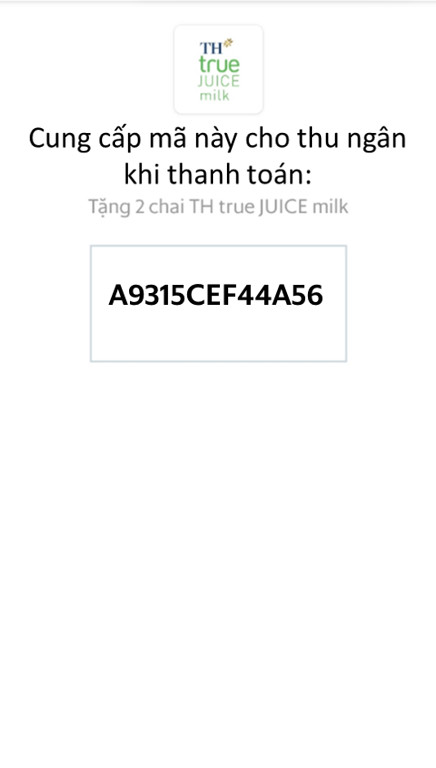 TH
true
JUICE
milk
Cung cấp mã này cho thu ngân
khi thanh toán:
Tặng 2 chai TH true JUICE milk
A9315CEF44A56